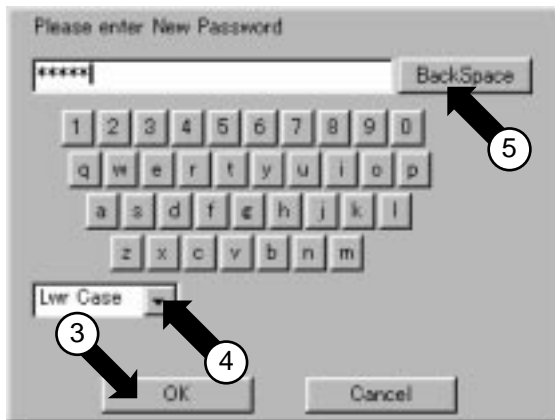 Please enter New Password
***** BackSpace
5
1 2 3 4 5 6 7 8 9 0
q w e r t y u i o p
a s d f g h j k l
z x c v b n m
Lwr Case
3
4
OK Cancel